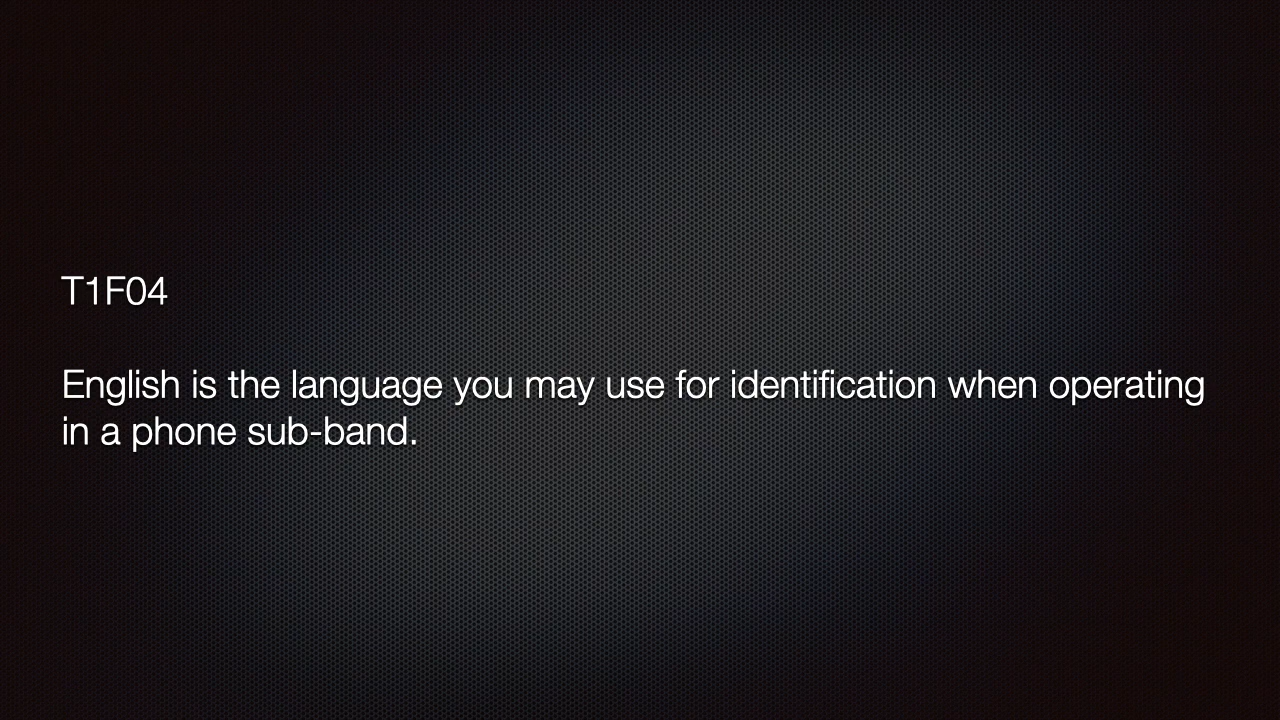 T1F04
English is the language you may use for identification when operating
in a phone sub-band.